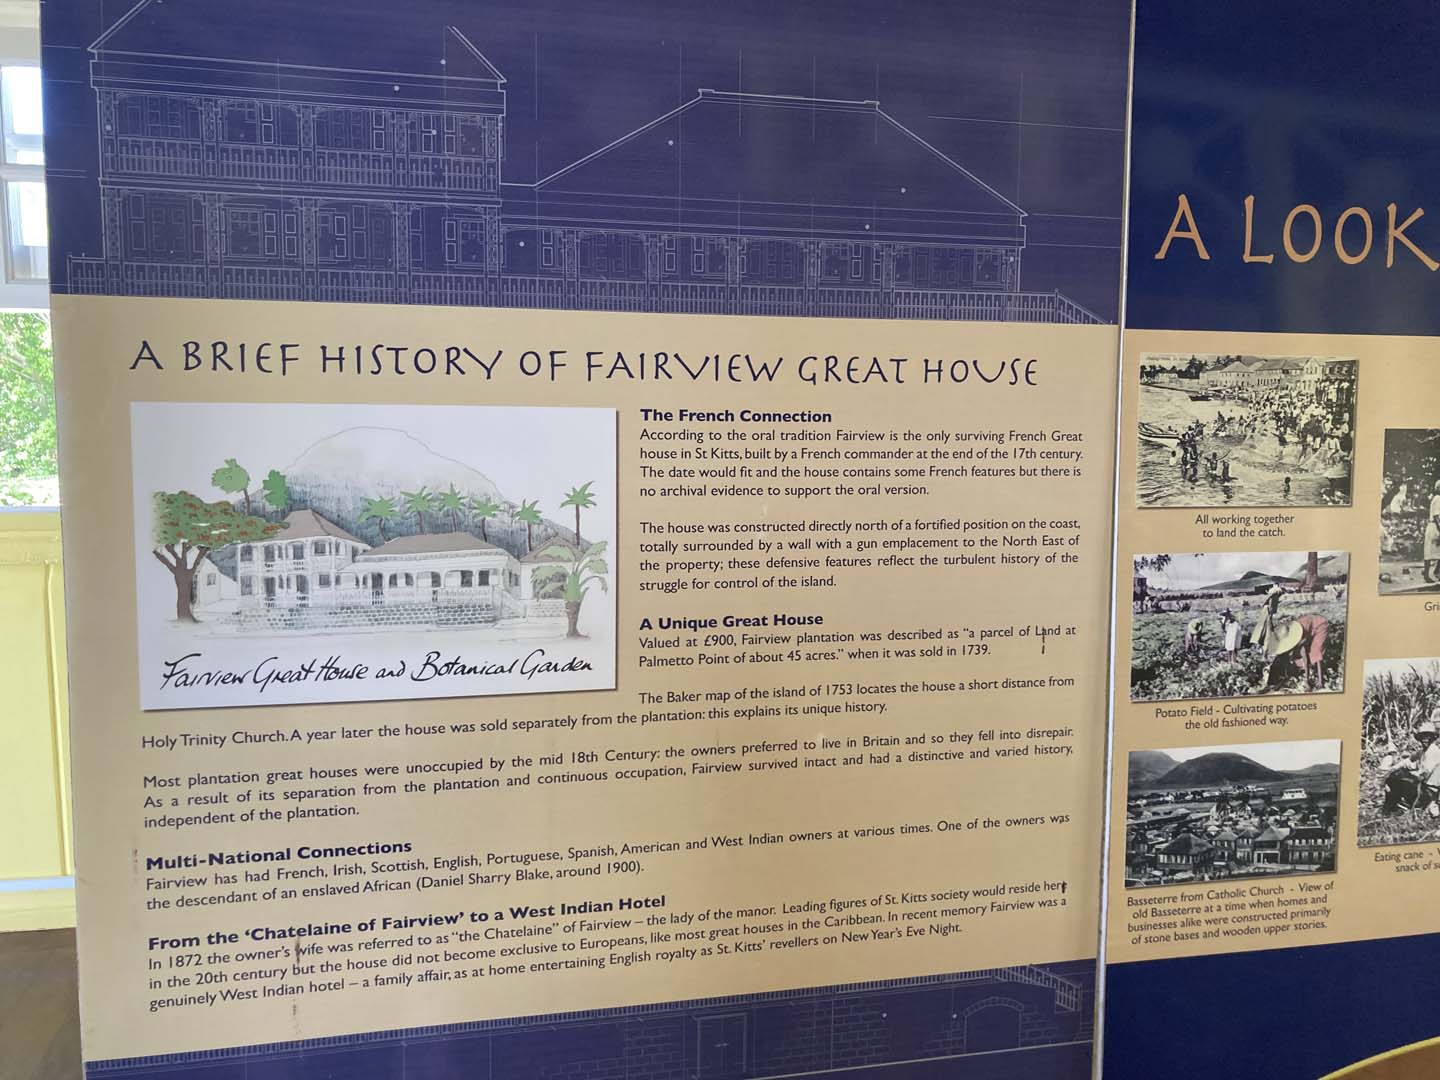 A BRIEF HISTORY OF FAIRVIEW GREAT HOUSE
Fairview Great House and Botanical Garden
The French Connection
According to the oral tradition Fairview is the only surviving French Great
house in St Kitts, built by a French commander at the end of the 17th century.
The date would fit and the house contains some French features but there is
no archival evidence to support the oral version.
The house was constructed directly north of a fortified position on the coast,
totally surrounded by a wall with a gun emplacement to the North East of
the property; these defensive features reflect the turbulent history of the
struggle for control of the island.
A Unique Great House
Valued at £900, Fairview plantation was described as “a parcel of Land at
Palmetto Point of about 45 acres.” when it was sold in 1739.
The Baker map of the island of 1753 locates the house a short distance from
Holy Trinity Church. A year later the house was sold separately from the plantation: this explains its unique history.
Most plantation great houses were unoccupied by the mid 18th Century: the owners preferred to live in Britain and so they fell into disrepair.
As a result of its separation from the plantation and continuous occupation, Fairview survived intact and had a distinctive and varied history,
independent of the plantation.
Multi-National Connections
Fairview has had French, Irish, Scottish, English, Portuguese, Spanish, American and West Indian owners at various times. One of the owners was
the descendant of an enslaved African (Daniel Sharry Blake, around 1900).
From the ‘Chatelaine of Fairview’ to a West Indian Hotel
In 1872 the owner’s wife was referred to as “the Chatelaine” of Fairview – the lady of the manor. Leading figures of St. Kitts society would reside here
in the 20th century but the house did not become exclusive to Europeans, like most great houses in the Caribbean. In recent memory Fairview was a
genuinely West Indian hotel – a family affair, as at home entertaining English royalty as St. Kitts’ revellers on New Year’s Eve Night.
A LOOK
All working together
to land the catch.
Gri
Potato Field - Cultivating potatoes
the old fashioned way.
Eating cane -
snack of
Basseterre from Catholic Church - View of
old Basseterre at a time when homes and
businesses alike were constructed primarily
of stone bases and wooden upper stories.